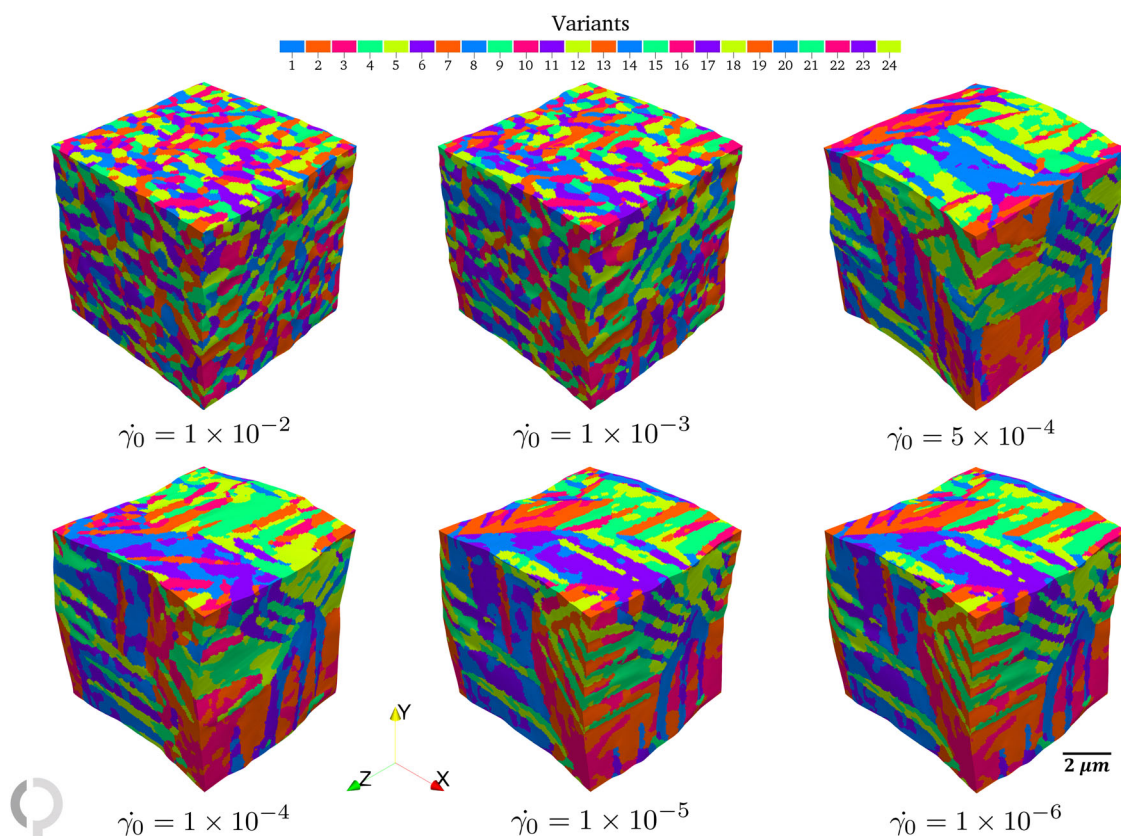 Variants
1 2 3 4 5 6 7 8 9 10 11 12 13 14 15 16 17 18 19 20 21 22 23 24
γ̇₀ = 1 × 10⁻²
γ̇₀ = 1 × 10⁻³
γ̇₀ = 5 × 10⁻⁴
Y
Z
X
2 μm
γ̇₀ = 1 × 10⁻⁴
γ̇₀ = 1 × 10⁻⁵
γ̇₀ = 1 × 10⁻⁶